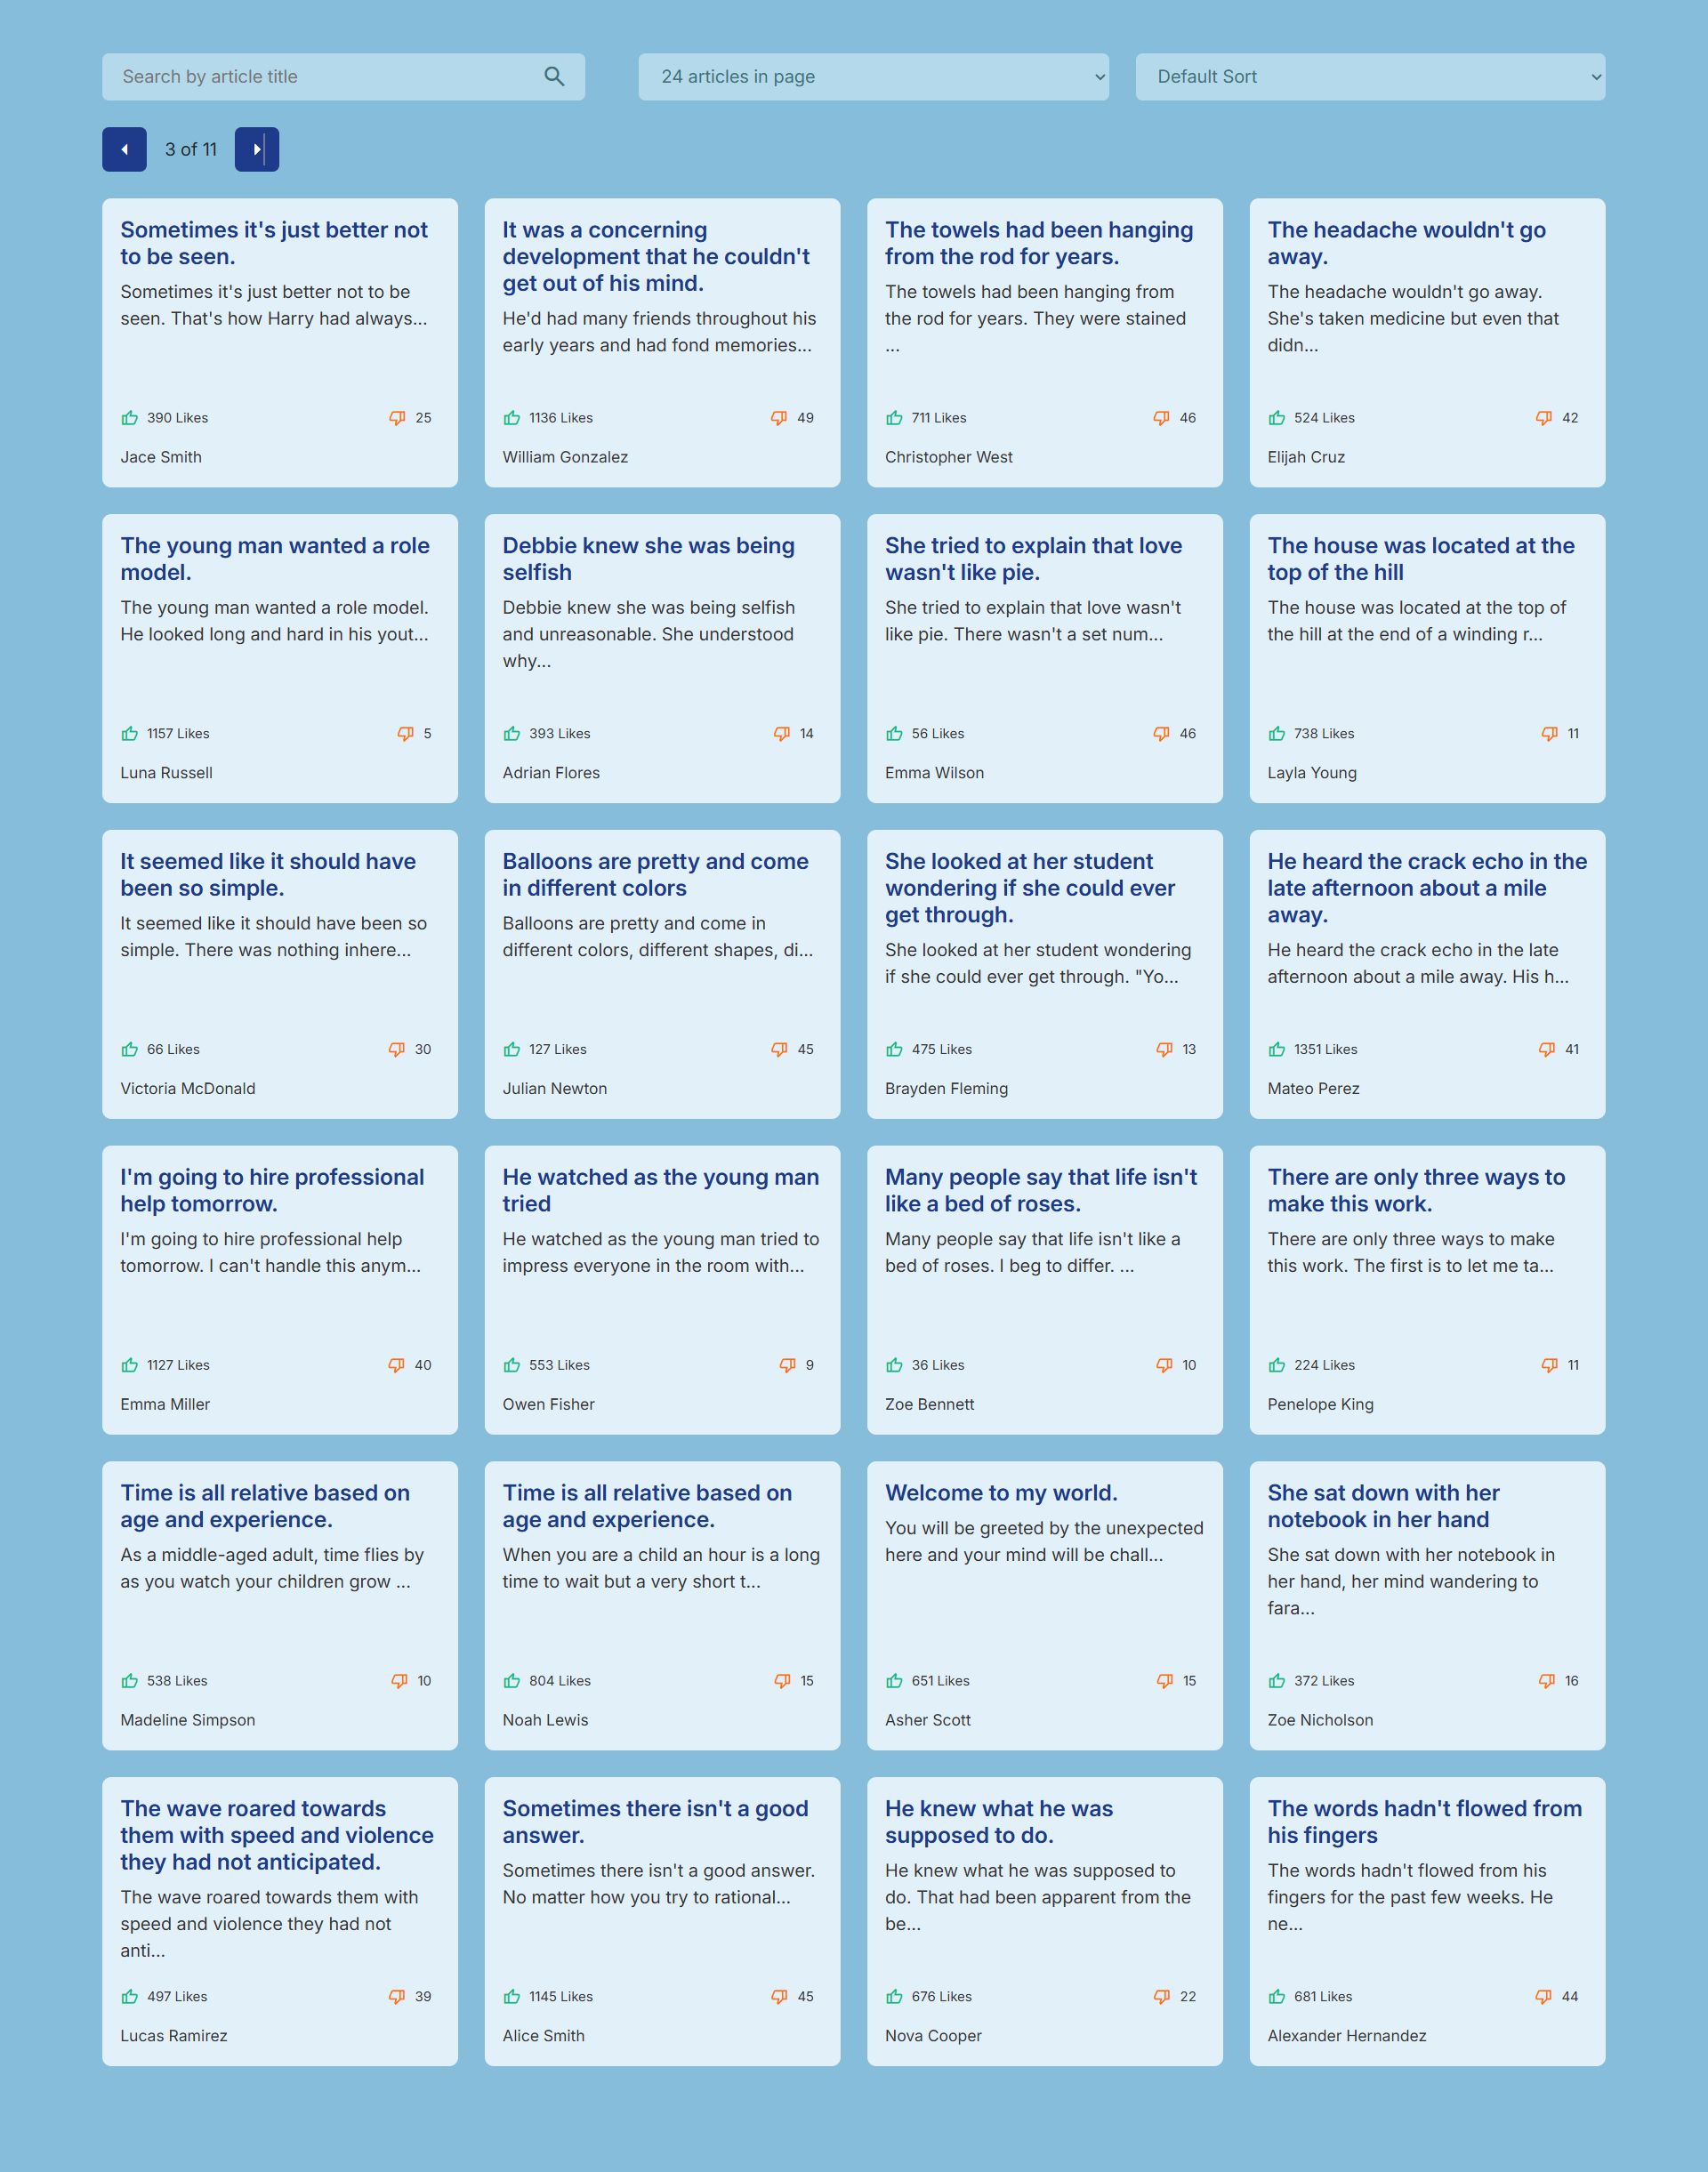 Search by article title
24 articles in page
Default Sort
3 of 11
Sometimes it's just better not
to be seen.
Sometimes it's just better not to be
seen. That's how Harry had always...
390 Likes
25
Jace Smith
It was a concerning
development that he couldn't
get out of his mind.
He'd had many friends throughout his
early years and had fond memories...
1136 Likes
49
William Gonzalez
The towels had been hanging
from the rod for years.
The towels had been hanging from
the rod for years. They were stained
...
711 Likes
46
Christopher West
The headache wouldn't go
away.
The headache wouldn't go away.
She's taken medicine but even that
didn...
524 Likes
42
Elijah Cruz
The young man wanted a role
model.
The young man wanted a role model.
He looked long and hard in his yout...
1157 Likes
5
Luna Russell
Debbie knew she was being
selfish
Debbie knew she was being selfish
and unreasonable. She understood
why...
393 Likes
14
Adrian Flores
She tried to explain that love
wasn't like pie.
She tried to explain that love wasn't
like pie. There wasn't a set num...
56 Likes
46
Emma Wilson
The house was located at the
top of the hill
The house was located at the top of
the hill at the end of a winding r...
738 Likes
11
Layla Young
It seemed like it should have
been so simple.
It seemed like it should have been so
simple. There was nothing inhere...
66 Likes
30
Victoria McDonald
Balloons are pretty and come
in different colors
Balloons are pretty and come in
different colors, different shapes, di...
127 Likes
45
Julian Newton
She looked at her student
wondering if she could ever
get through.
She looked at her student wondering
if she could ever get through. "Yo...
475 Likes
13
Brayden Fleming
He heard the crack echo in the
late afternoon about a mile
away.
He heard the crack echo in the late
afternoon about a mile away. His h...
1351 Likes
41
Mateo Perez
I'm going to hire professional
help tomorrow.
I'm going to hire professional help
tomorrow. I can't handle this anym...
1127 Likes
40
Emma Miller
He watched as the young man
tried
He watched as the young man tried to
impress everyone in the room with...
553 Likes
9
Owen Fisher
Many people say that life isn't
like a bed of roses.
Many people say that life isn't like a
bed of roses. I beg to differ. ...
36 Likes
10
Zoe Bennett
There are only three ways to
make this work.
There are only three ways to make
this work. The first is to let me ta...
224 Likes
11
Penelope King
Time is all relative based on
age and experience.
As a middle-aged adult, time flies by
as you watch your children grow ...
538 Likes
10
Madeline Simpson
Time is all relative based on
age and experience.
When you are a child an hour is a long
time to wait but a very short t...
804 Likes
15
Noah Lewis
Welcome to my world.
You will be greeted by the unexpected
here and your mind will be chall...
651 Likes
15
Asher Scott
She sat down with her
notebook in her hand
She sat down with her notebook in
her hand, her mind wandering to
fara...
372 Likes
16
Zoe Nicholson
The wave roared towards
them with speed and violence
they had not anticipated.
The wave roared towards them with
speed and violence they had not
anti...
497 Likes
39
Lucas Ramirez
Sometimes there isn't a good
answer.
Sometimes there isn't a good answer.
No matter how you try to rational...
1145 Likes
45
Alice Smith
He knew what he was
supposed to do.
He knew what he was supposed to
do. That had been apparent from the
be...
676 Likes
22
Nova Cooper
The words hadn't flowed from
his fingers
The words hadn't flowed from his
fingers for the past few weeks. He
ne...
681 Likes
44
Alexander Hernandez